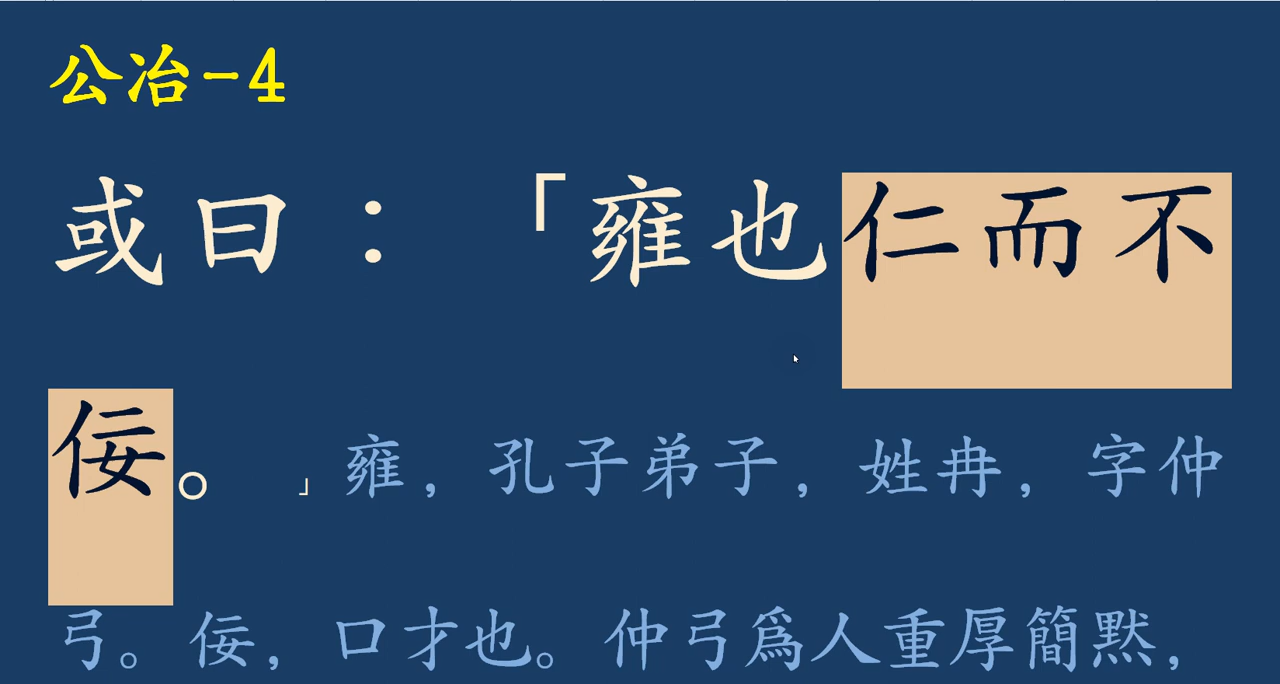 公冶-4
或曰：「雍也仁而不
佞。」雍，孔子弟子，姓冉，字仲
弓。佞，口才也。仲弓爲人重厚簡默，